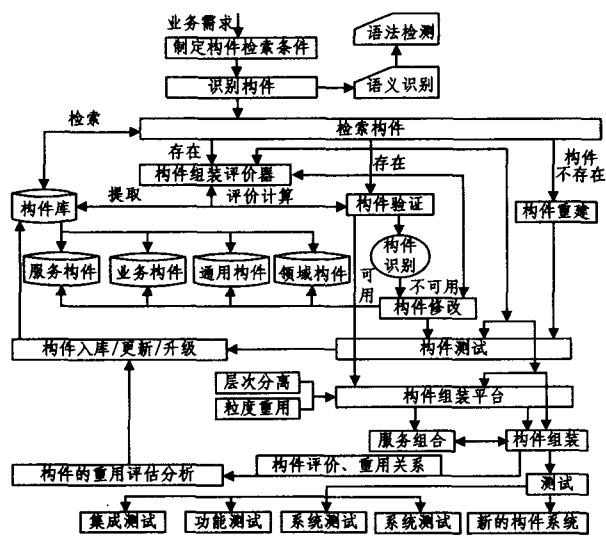 业务需求
制定构件检索条件
语法检测
识别构件
语义识别
检索
检索构件
存在
构件组装评价器
存在
构件
不存在
提取
评价计算
构件库
构件验证
构件重建
构件
识别
服务构件
业务构件
通用构件
领域构件
可
用
不可用
构件修改
构件入库/更新/升级
构件测试
层次分离
粒度重用
构件组装平台
服务组合
构件组装
构件评价、重用关系
构件的重用评估分析
测试
集成测试
功能测试
系统测试
系统测试
新的构件系统